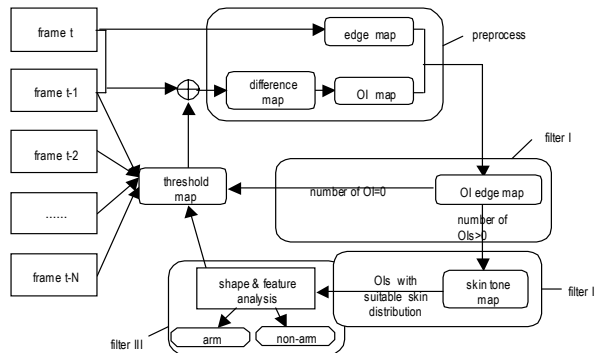 frame t
edge map
preprocess
frame t-1
difference
map
OI map
filter I
frame t-2
threshold
map
number of OI=0
OI edge map
......
number of
OIs>0
frame t-N
shape & feature
analysis
OIs with
suitable skin
distribution
skin tone
map
filter I
filter III
arm
non-arm